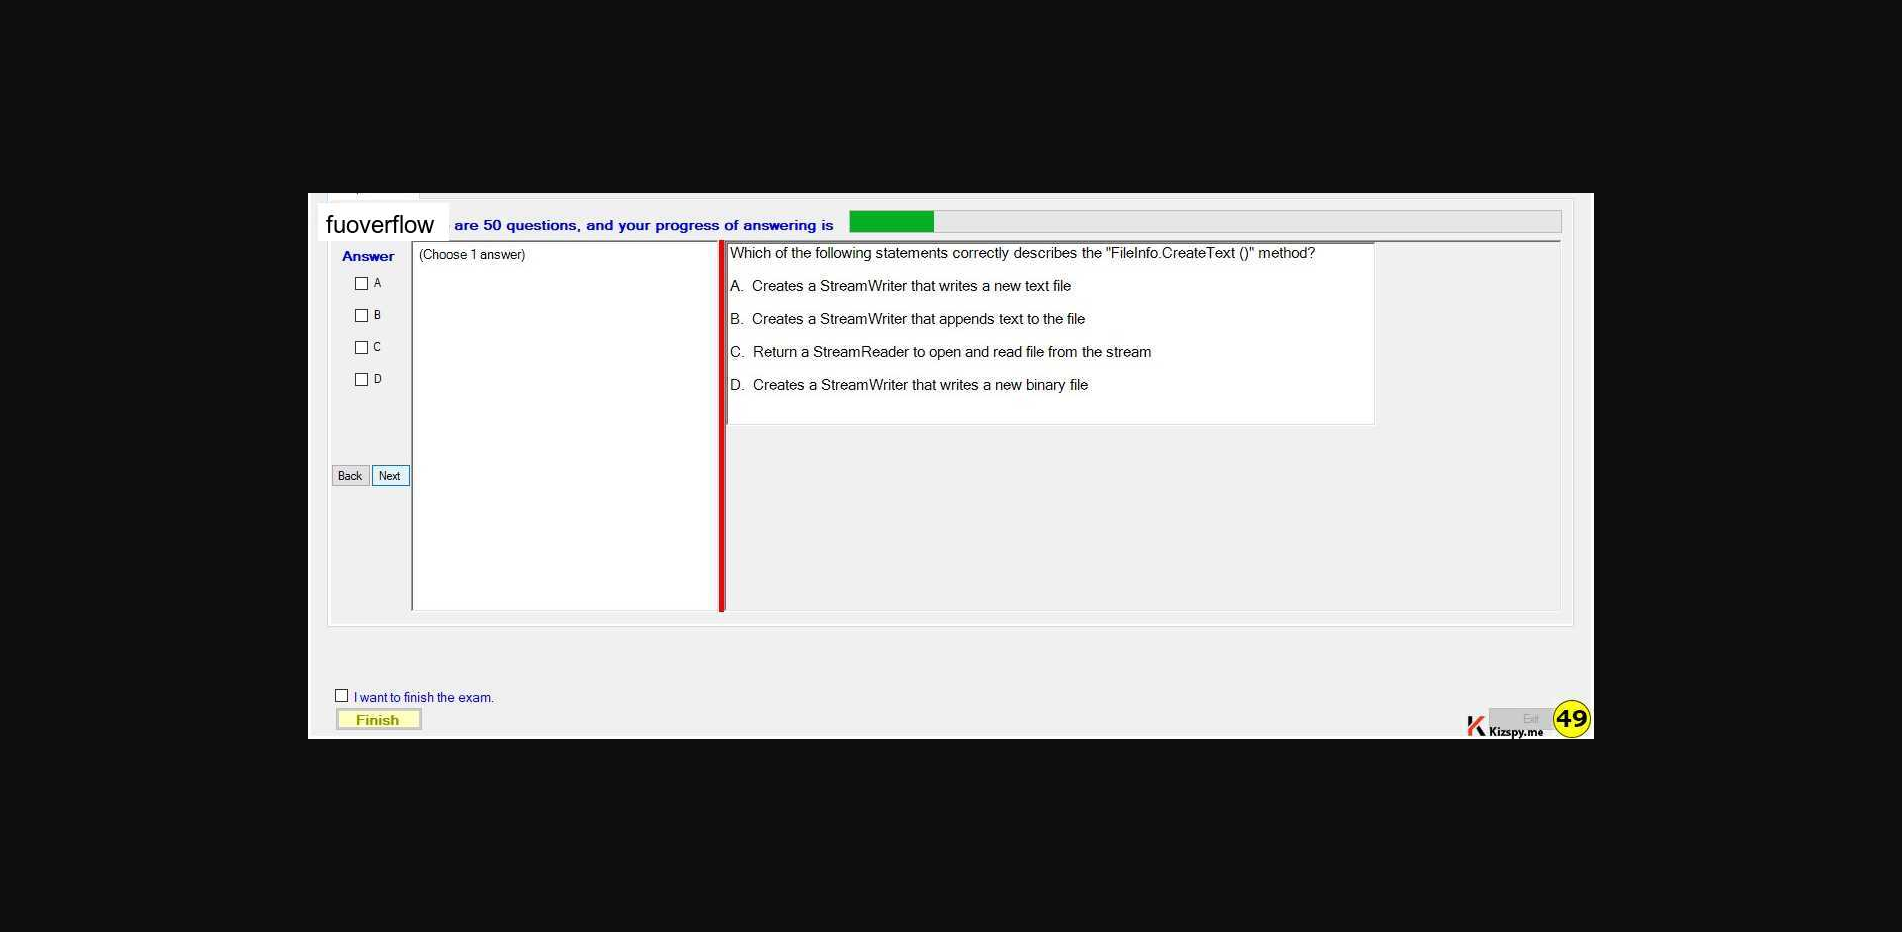 fuoverflow are 50 questions, and your progress of answering is
Answer
(Choose 1 answer)
A
B
C
D
Back Next
Which of the following statements correctly describes the "FileInfo.CreateText ()" method?
A. Creates a StreamWriter that writes a new text file
B. Creates a StreamWriter that appends text to the file
C. Return a StreamReader to open and read file from the stream
D. Creates a StreamWriter that writes a new binary file
I want to finish the exam.
Finish
Exit
49
Kizspy.me